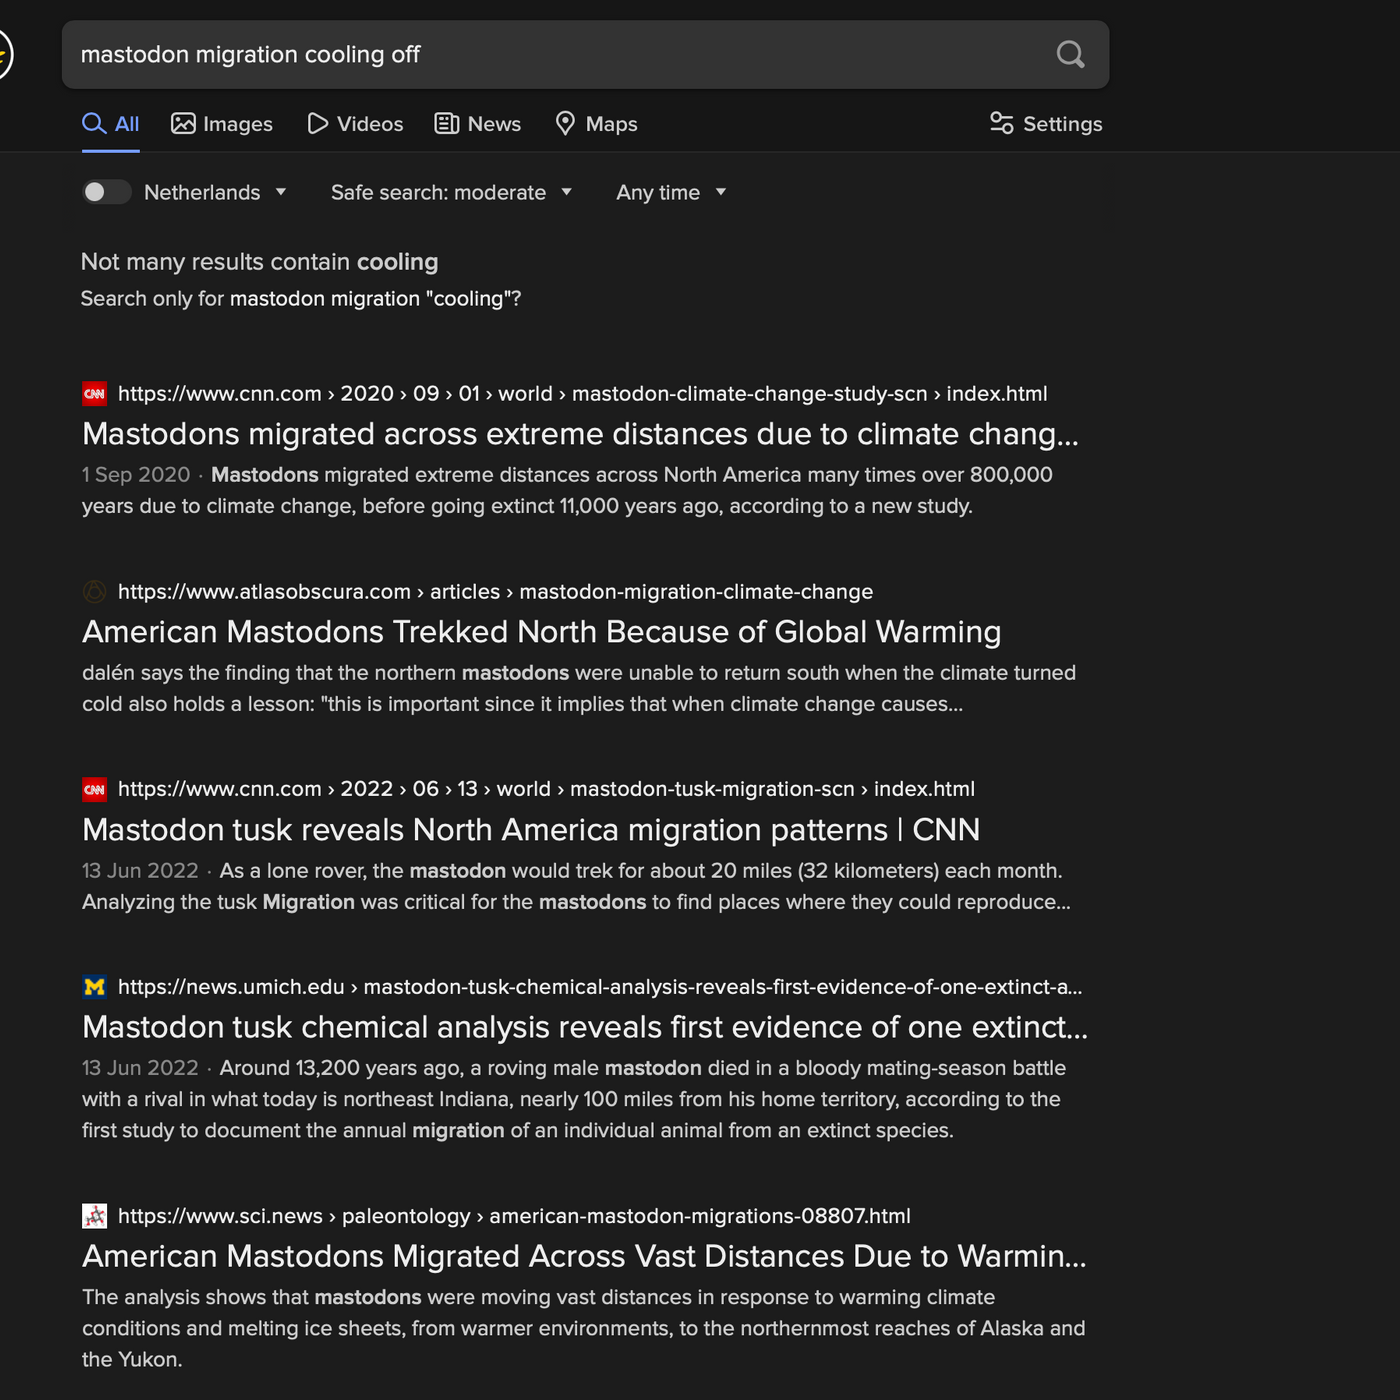 mastodon migration cooling off
All Images Videos News Maps Settings
Netherlands Safe search: moderate Any time
Not many results contain cooling
Search only for mastodon migration "cooling"?
CNN https://www.cnn.com › 2020 › 09 › 01 › world › mastodon-climate-change-study-scn › index.html
Mastodons migrated across extreme distances due to climate chang...
1 Sep 2020 · Mastodons migrated extreme distances across North America many times over 800,000
years due to climate change, before going extinct 11,000 years ago, according to a new study.
https://www.atlasobscura.com › articles › mastodon-migration-climate-change
American Mastodons Trekked North Because of Global Warming
dalén says the finding that the northern mastodons were unable to return south when the climate turned
cold also holds a lesson: "this is important since it implies that when climate change causes...
CNN https://www.cnn.com › 2022 › 06 › 13 › world › mastodon-tusk-migration-scn › index.html
Mastodon tusk reveals North America migration patterns | CNN
13 Jun 2022 · As a lone rover, the mastodon would trek for about 20 miles (32 kilometers) each month.
Analyzing the tusk Migration was critical for the mastodons to find places where they could reproduce...
M https://news.umich.edu › mastodon-tusk-chemical-analysis-reveals-first-evidence-of-one-extinct-a...
Mastodon tusk chemical analysis reveals first evidence of one extinct...
13 Jun 2022 · Around 13,200 years ago, a roving male mastodon died in a bloody mating-season battle
with a rival in what today is northeast Indiana, nearly 100 miles from his home territory, according to the
first study to document the annual migration of an individual animal from an extinct species.
https://www.sci.news › paleontology › american-mastodon-migrations-08807.html
American Mastodons Migrated Across Vast Distances Due to Warmin...
The analysis shows that mastodons were moving vast distances in response to warming climate
conditions and melting ice sheets, from warmer environments, to the northernmost reaches of Alaska and
the Yukon.